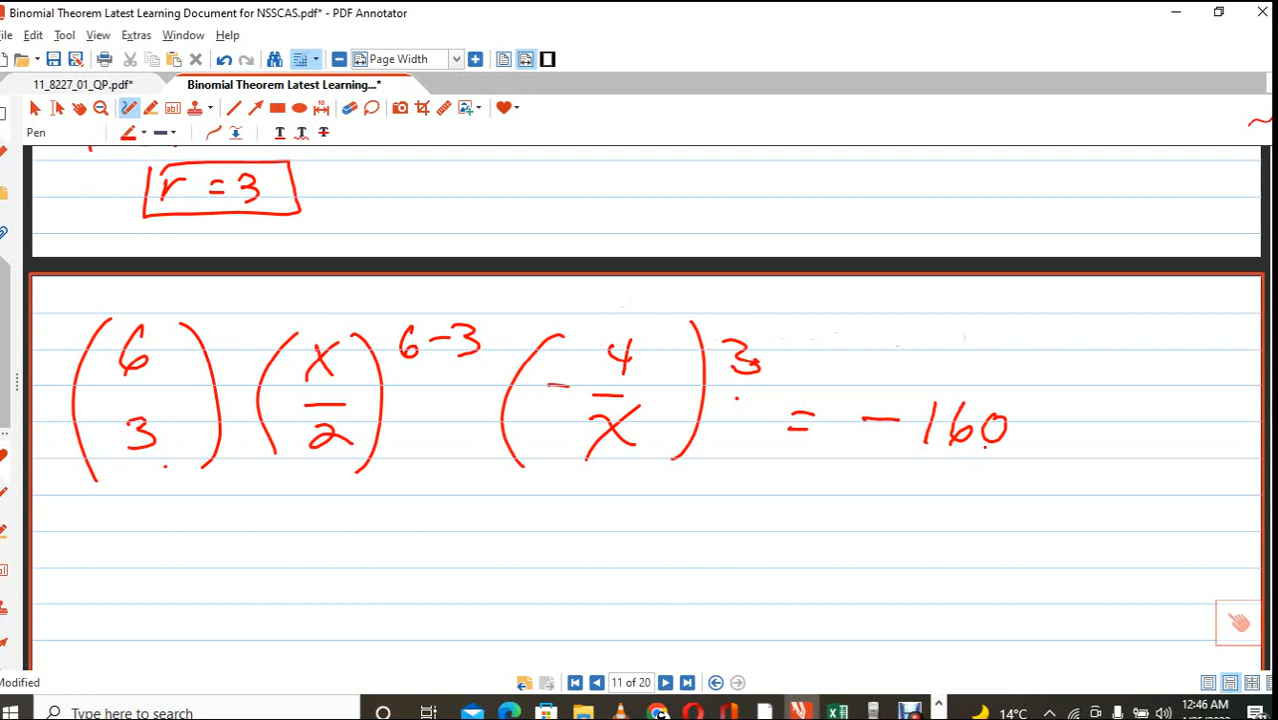 Binomial Theorem Latest Learning Document for NSSCAS.pdf* - PDF Annotator
ile Edit Tool View Extras Window Help
Page Width
11_8227_01_QP.pdf* Binomial Theorem Latest Learning...*
Pen
r = 3
(6 3) (x/2)^6-3 (-4/x)^3 = -160
Modified 11 of 20
Type here to search 14°C 12:46 AM